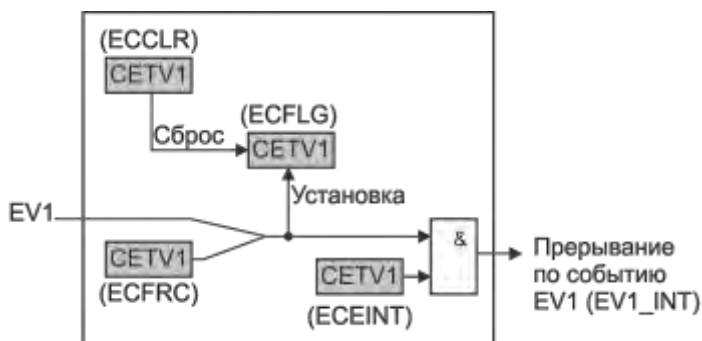 (ECCLR)
CETV1
(ECFLG)
Сброс
CETV1
Установка
EV1
&
CETV1
(ECFRC)
CETV1
(ECEINT)
Прерывание
по событию
EV1 (EV1_INT)